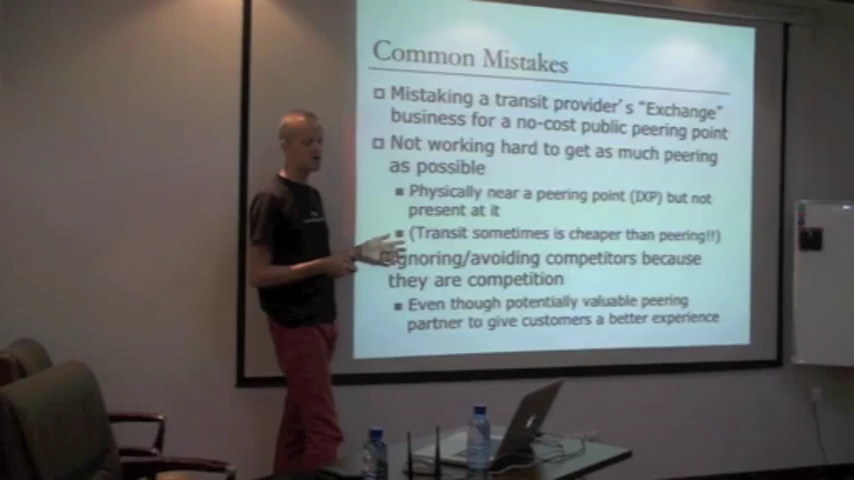 Common Mistakes
Mistaking a transit provider's "Exchange"
business for a no-cost public peering point
Not working hard to get as much peering
as possible
Physically near a peering point (IXP) but not
present at it
(Transit sometimes is cheaper than peering!!)
Ignoring/avoiding competitors because
they are competition
Even though potentially valuable peering
partner to give customers a better experience